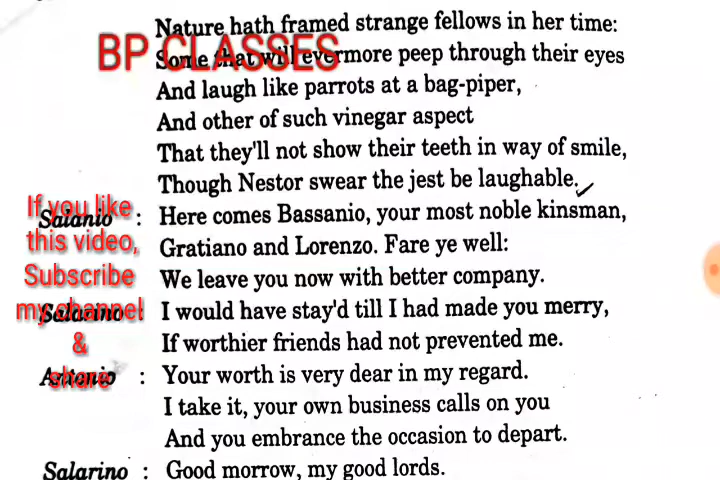 Nature hath framed strange fellows in her time:
BP CLASSES
Some that will evermore peep through their eyes
And laugh like parrots at a bag-piper,
And other of such vinegar aspect
That they'll not show their teeth in way of smile,
Though Nestor swear the jest be laughable.
If you like
this video,
Subscribe
my channel
&
share
Salanio : Here comes Bassanio, your most noble kinsman,
Gratiano and Lorenzo. Fare ye well:
We leave you now with better company.
Salarino : I would have stay'd till I had made you merry,
If worthier friends had not prevented me.
Antonio : Your worth is very dear in my regard.
I take it, your own business calls on you
And you embrance the occasion to depart.
Salarino : Good morrow, my good lords.